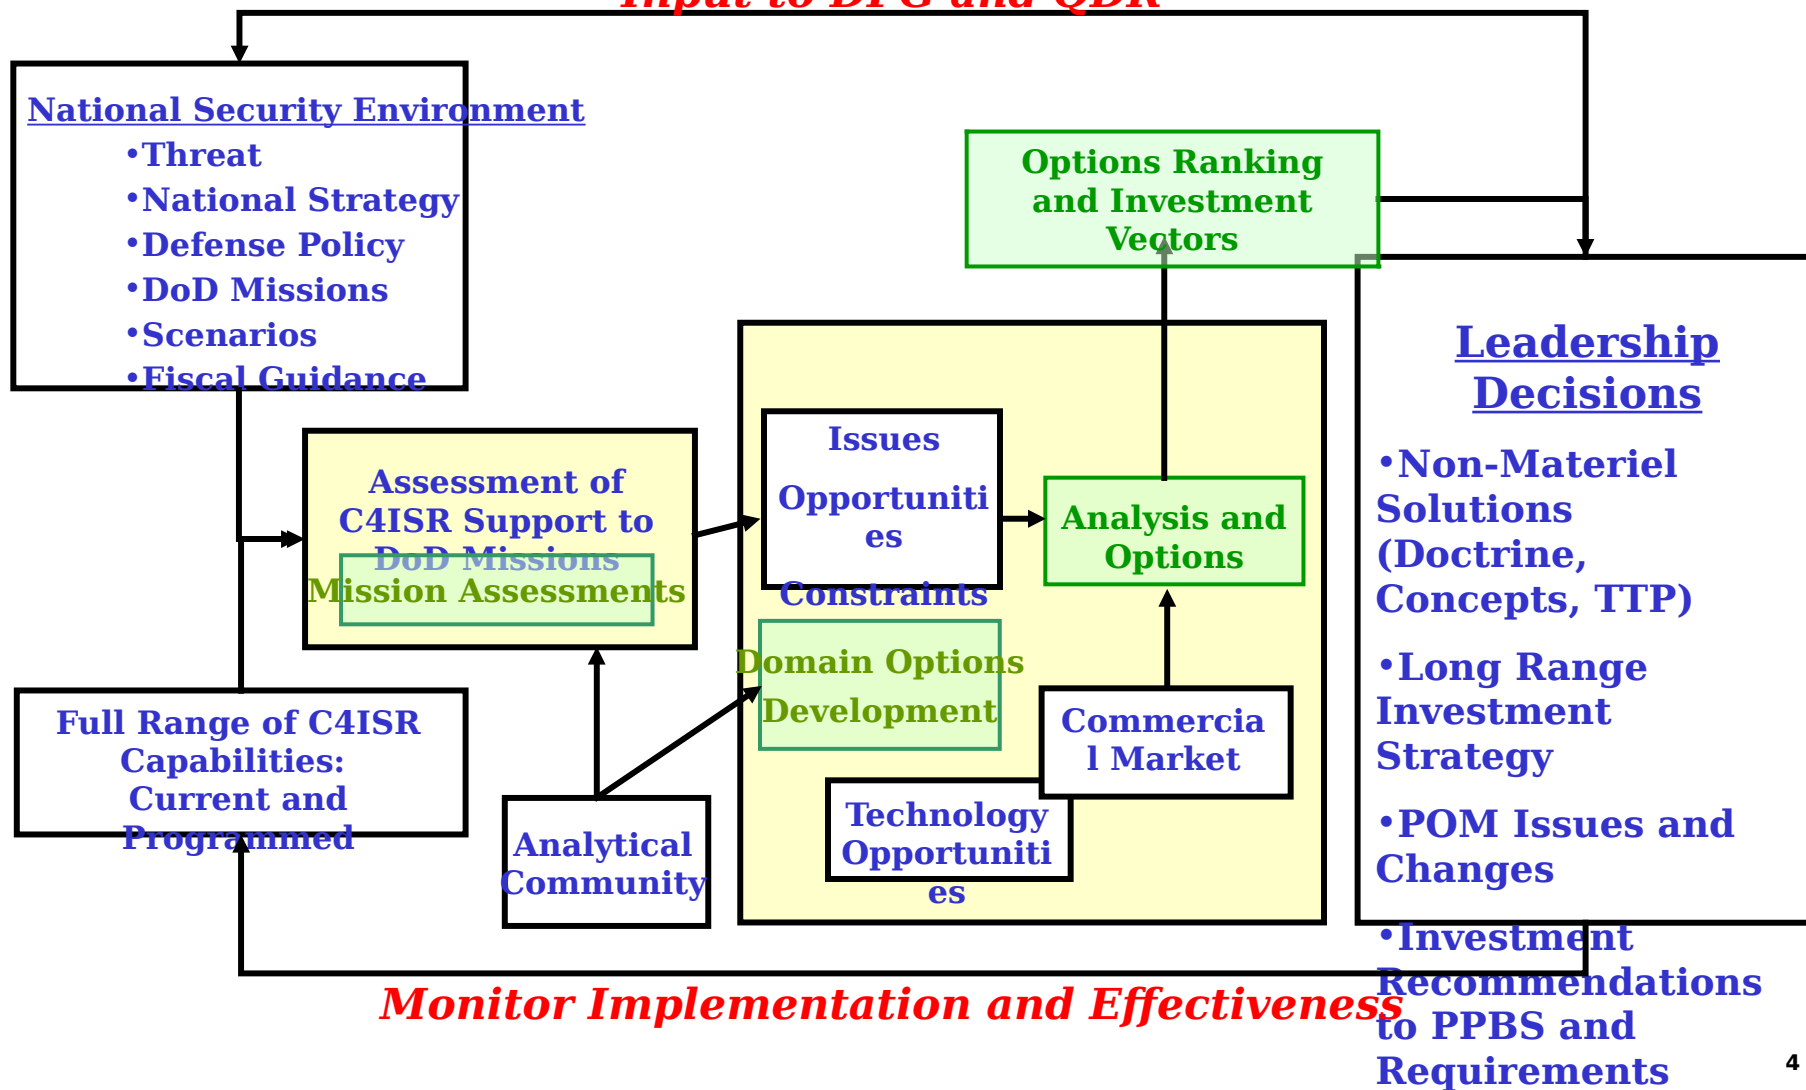 Input to DPG and QDR
National Security Environment
•Threat
•National Strategy
•Defense Policy
•DoD Missions
•Scenarios
•Fiscal Guidance
Options Ranking
and Investment
Vectors
Assessment of
C4ISR Support to
DoD Missions
Mission Assessments
Issues
Opportuniti
es
Constraints
Analysis and
Options
Domain Options
Development
Commercia
l Market
Technology
Opportuniti
es
Full Range of C4ISR
Capabilities:
Current and
Programmed
Analytical
Community
Leadership
Decisions
•Non-Materiel
Solutions
(Doctrine,
Concepts, TTP)
•Long Range
Investment
Strategy
•POM Issues and
Changes
•Investment
Recommendations
to PPBS and
Requirements
Monitor Implementation and Effectiveness
4